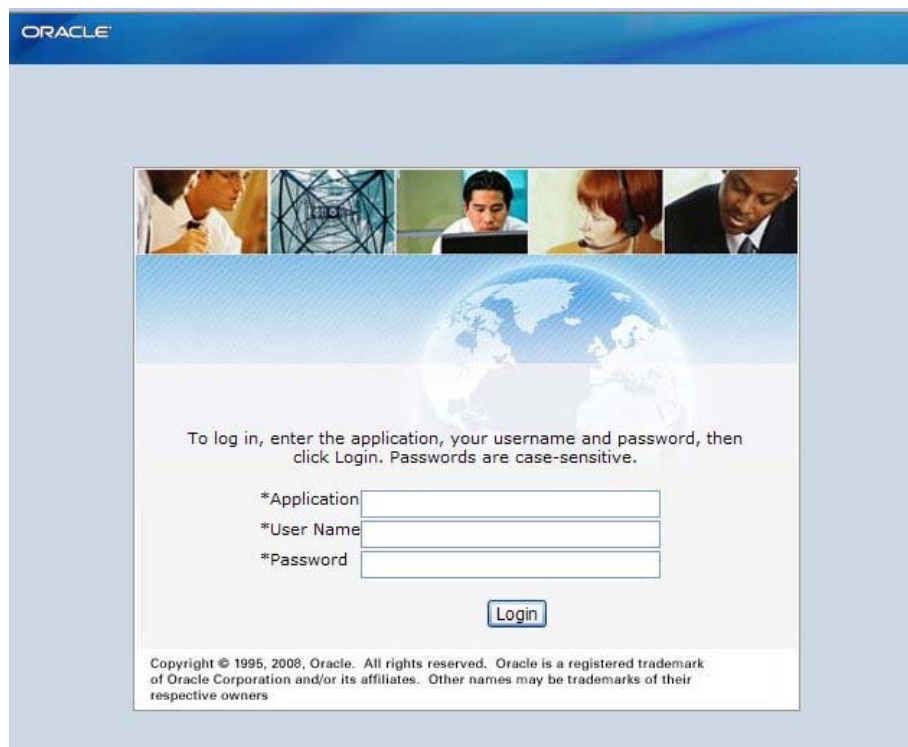 ORACLE
To log in, enter the application, your username and password, then
click Login. Passwords are case-sensitive.
*Application
*User Name
*Password
Login
Copyright © 1995, 2008, Oracle. All rights reserved. Oracle is a registered trademark
of Oracle Corporation and/or its affiliates. Other names may be trademarks of their
respective owners